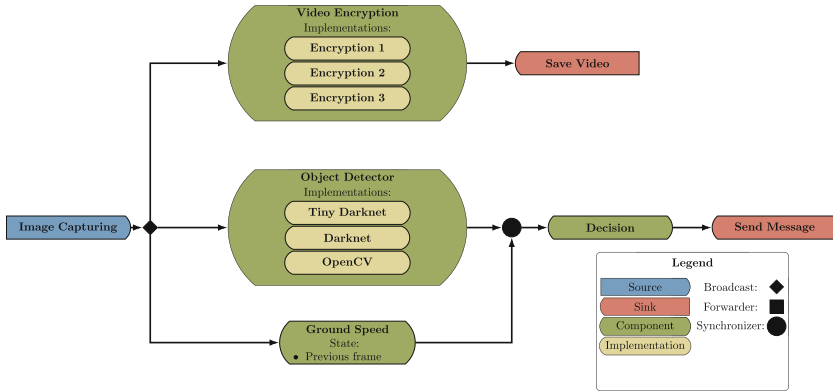 Video Encryption
Implementations:
Encryption 1
Encryption 2
Encryption 3
Save Video
Image Capturing
Object Detector
Implementations:
Tiny Darknet
Darknet
OpenCV
Decision
Send Message
Ground Speed
State:
• Previous frame
Legend
Source
Broadcast:
Sink
Forwarder:
Component
Synchronizer:
Implementation